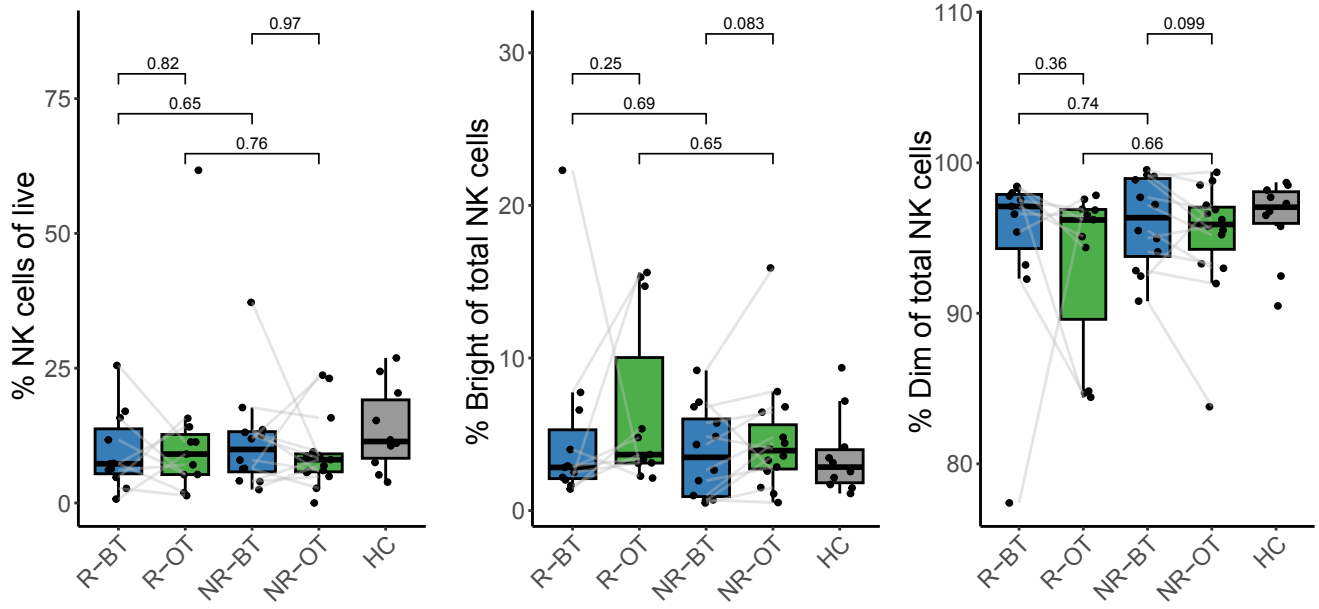 % NK cells of live
75
50
25
0
0.97
0.82
0.65
0.76
R−BT
R−OT
NR−BT
NR−OT
HC
% Bright of total NK cells
30
20
10
0
0.083
0.25
0.69
0.65
R−BT
R−OT
NR−BT
NR−OT
HC
% Dim of total NK cells
110
100
90
80
0.099
0.36
0.74
0.66
R−BT
R−OT
NR−BT
NR−OT
HC